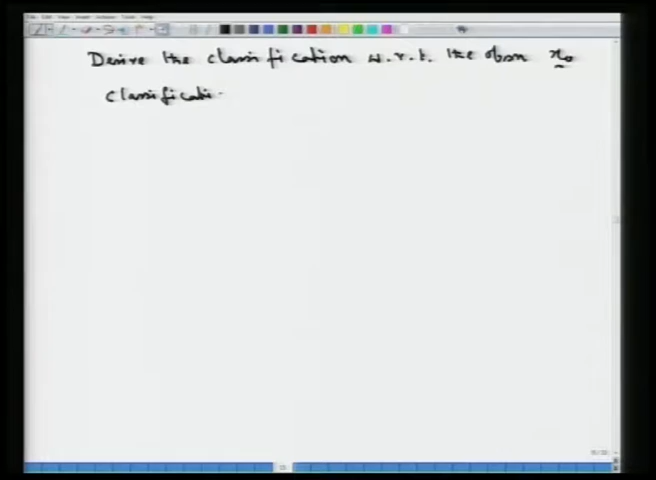 Derive the classification w.r.t. the obsn x₀
classificati